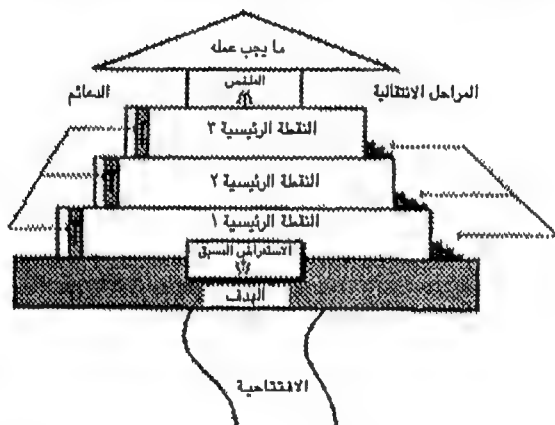 ما يجب عمله
الملخص
المراحل الانتقالية
الدعائم
النقطة الرئيسية ٣
النقطة الرئيسية ٢
النقطة الرئيسية ١
الاستعراض المسبق
الهدف
الافتتاحية